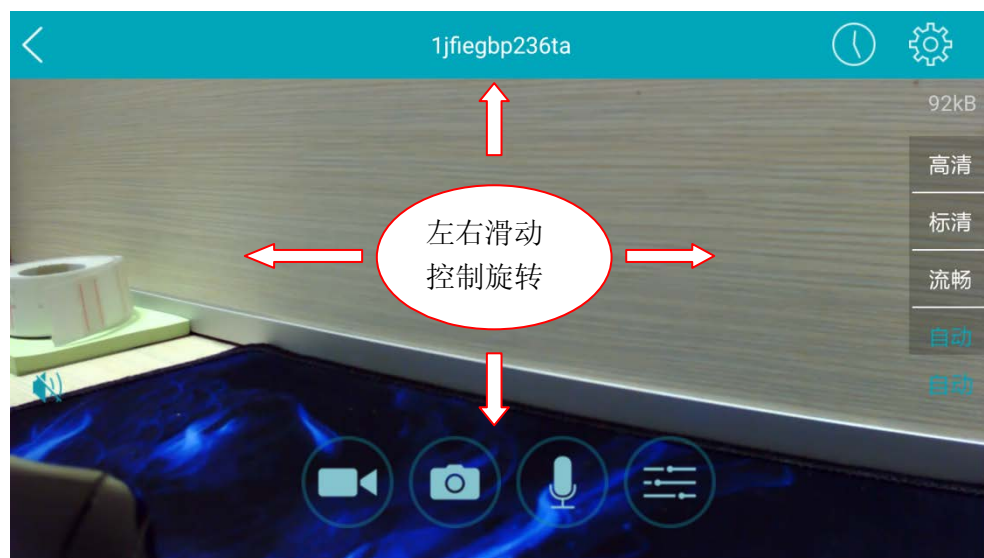 1jfiegbp236ta
92kB
高清
标清
流畅
自动
自动
左右滑动
控制旋转